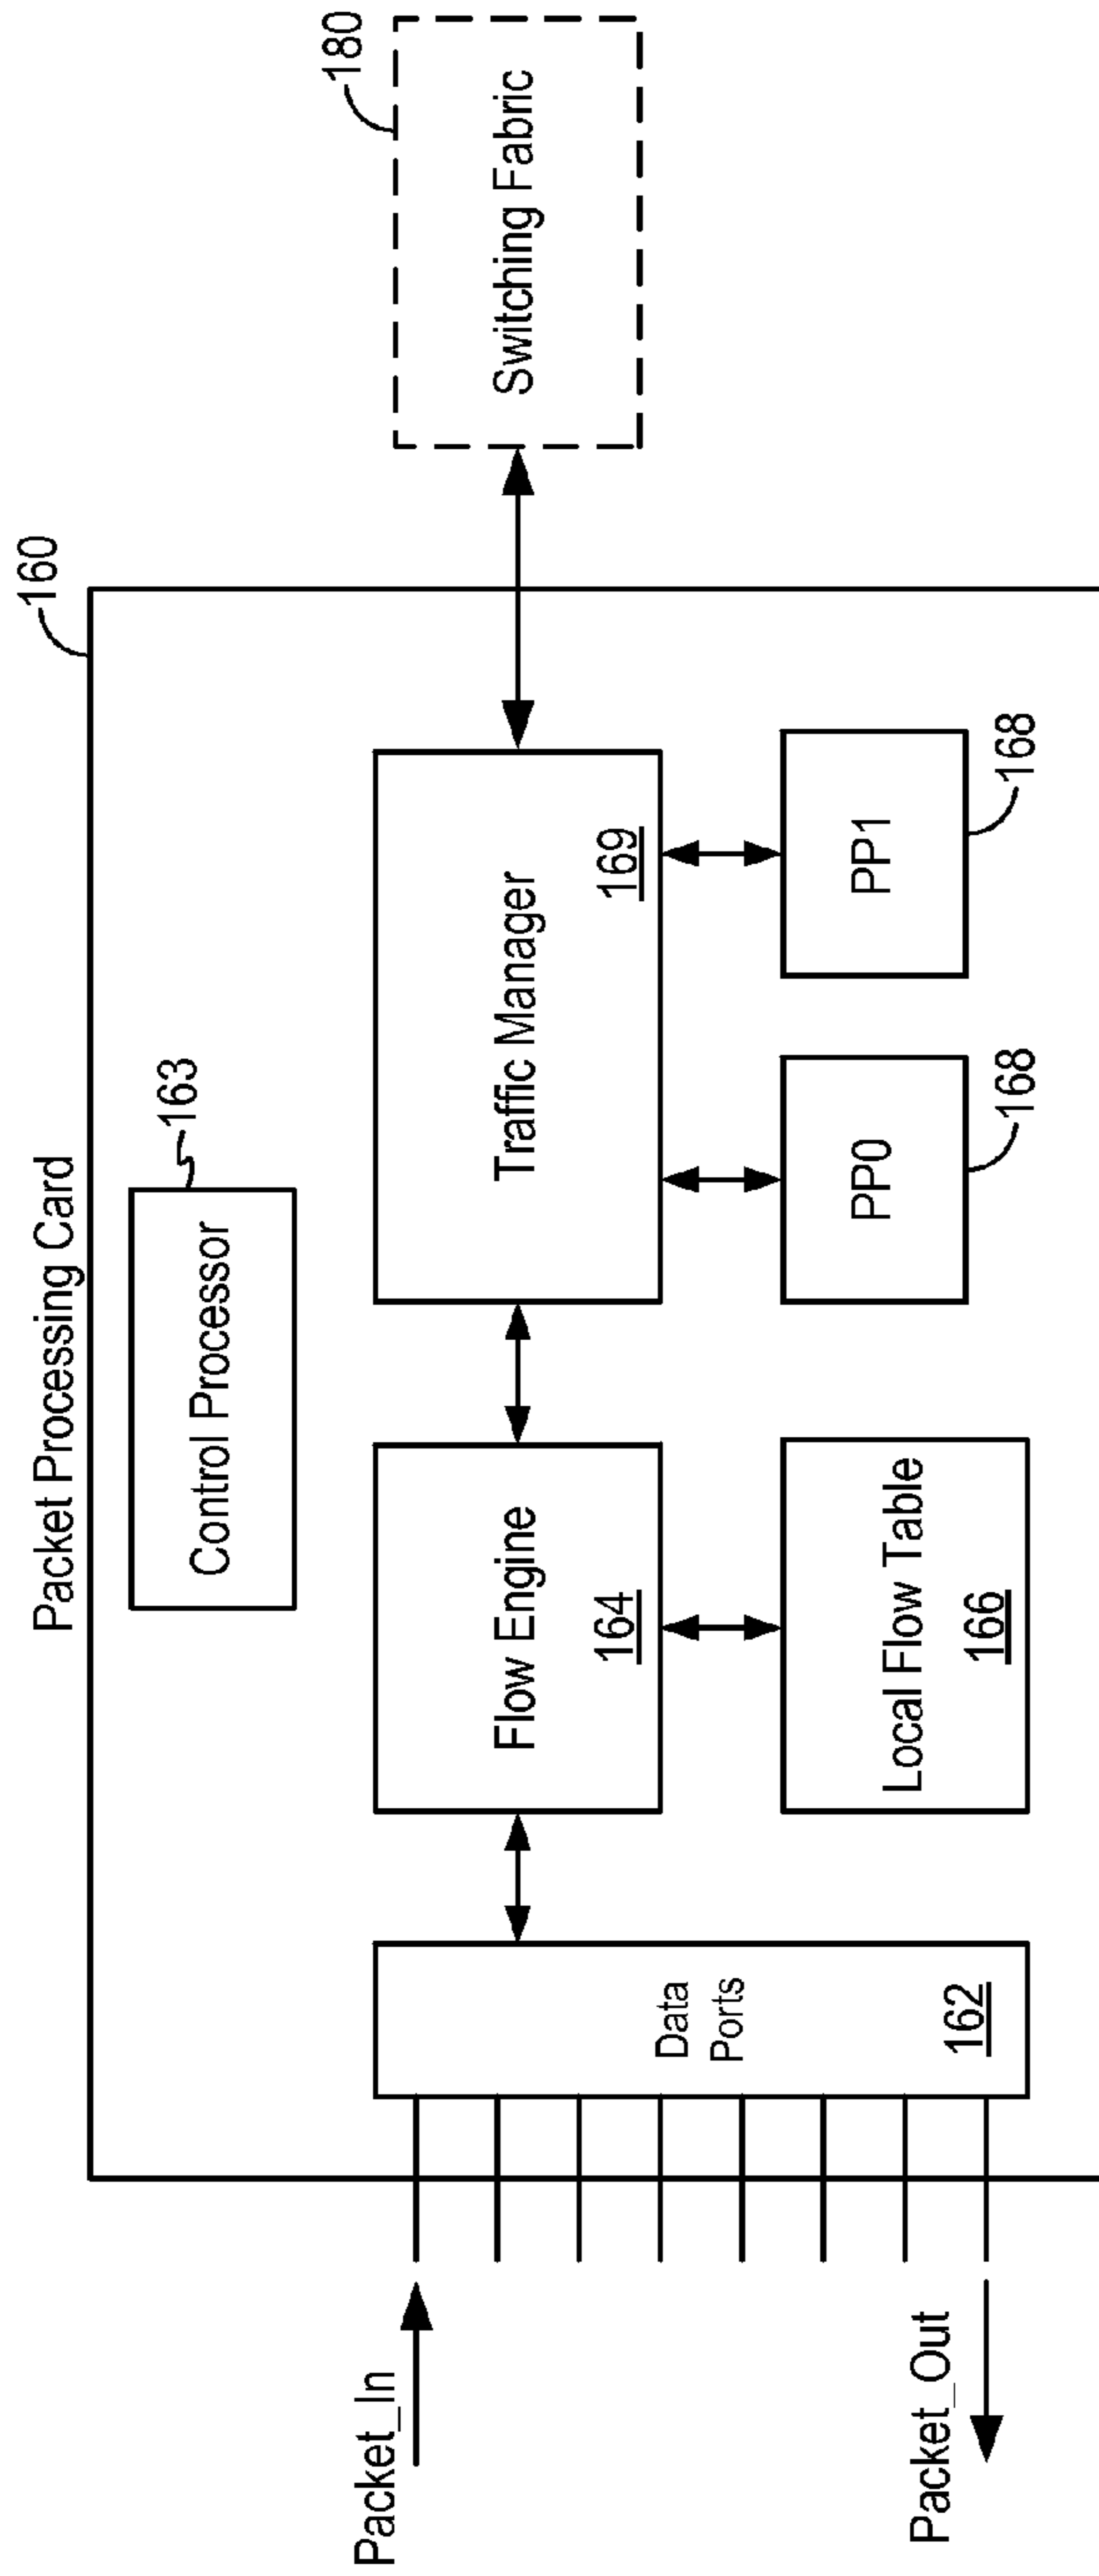 Packet Processing Card
160
180
Control Processor
163
Packet_In
Data
Ports
162
Flow Engine
164
Traffic Manager
169
Switching Fabric
Local Flow Table
166
PP0
168
PP1
168
Packet_Out